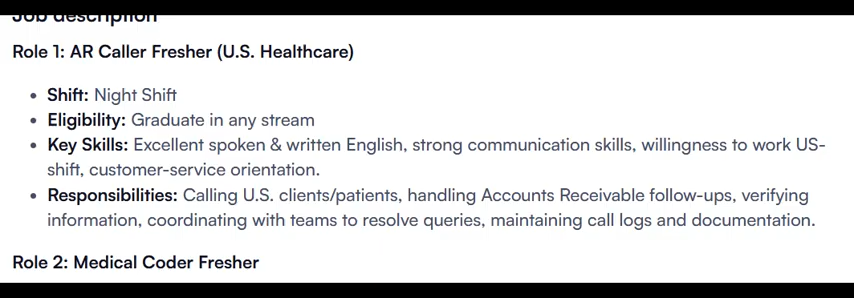 Job description
Role 1: AR Caller Fresher (U.S. Healthcare)
• Shift: Night Shift
• Eligibility: Graduate in any stream
• Key Skills: Excellent spoken & written English, strong communication skills, willingness to work US-
shift, customer-service orientation.
• Responsibilities: Calling U.S. clients/patients, handling Accounts Receivable follow-ups, verifying
information, coordinating with teams to resolve queries, maintaining call logs and documentation.
Role 2: Medical Coder Fresher